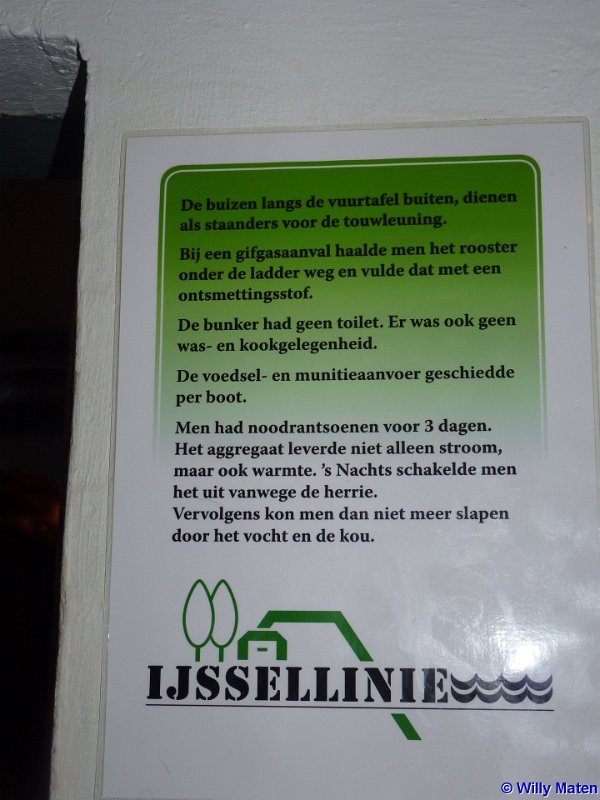 De buizen langs de vuurtafel buiten, dienen
als staanders voor de touwleuning.
Bij een gifgasaanval haalde men het rooster
onder de ladder weg en vulde dat met een
ontsmettingsstof.
De bunker had geen toilet. Er was ook geen
was- en kookgelegenheid.
De voedsel- en munitieaanvoer geschiedde
per boot.
Men had noodrantsoenen voor 3 dagen.
Het aggregaat leverde niet alleen stroom,
maar ook warmte. 's Nachts schakelde men
het uit vanwege de herrie.
Vervolgens kon men dan niet meer slapen
door het vocht en de kou.
IJSSELLINIE
© Willy Maten